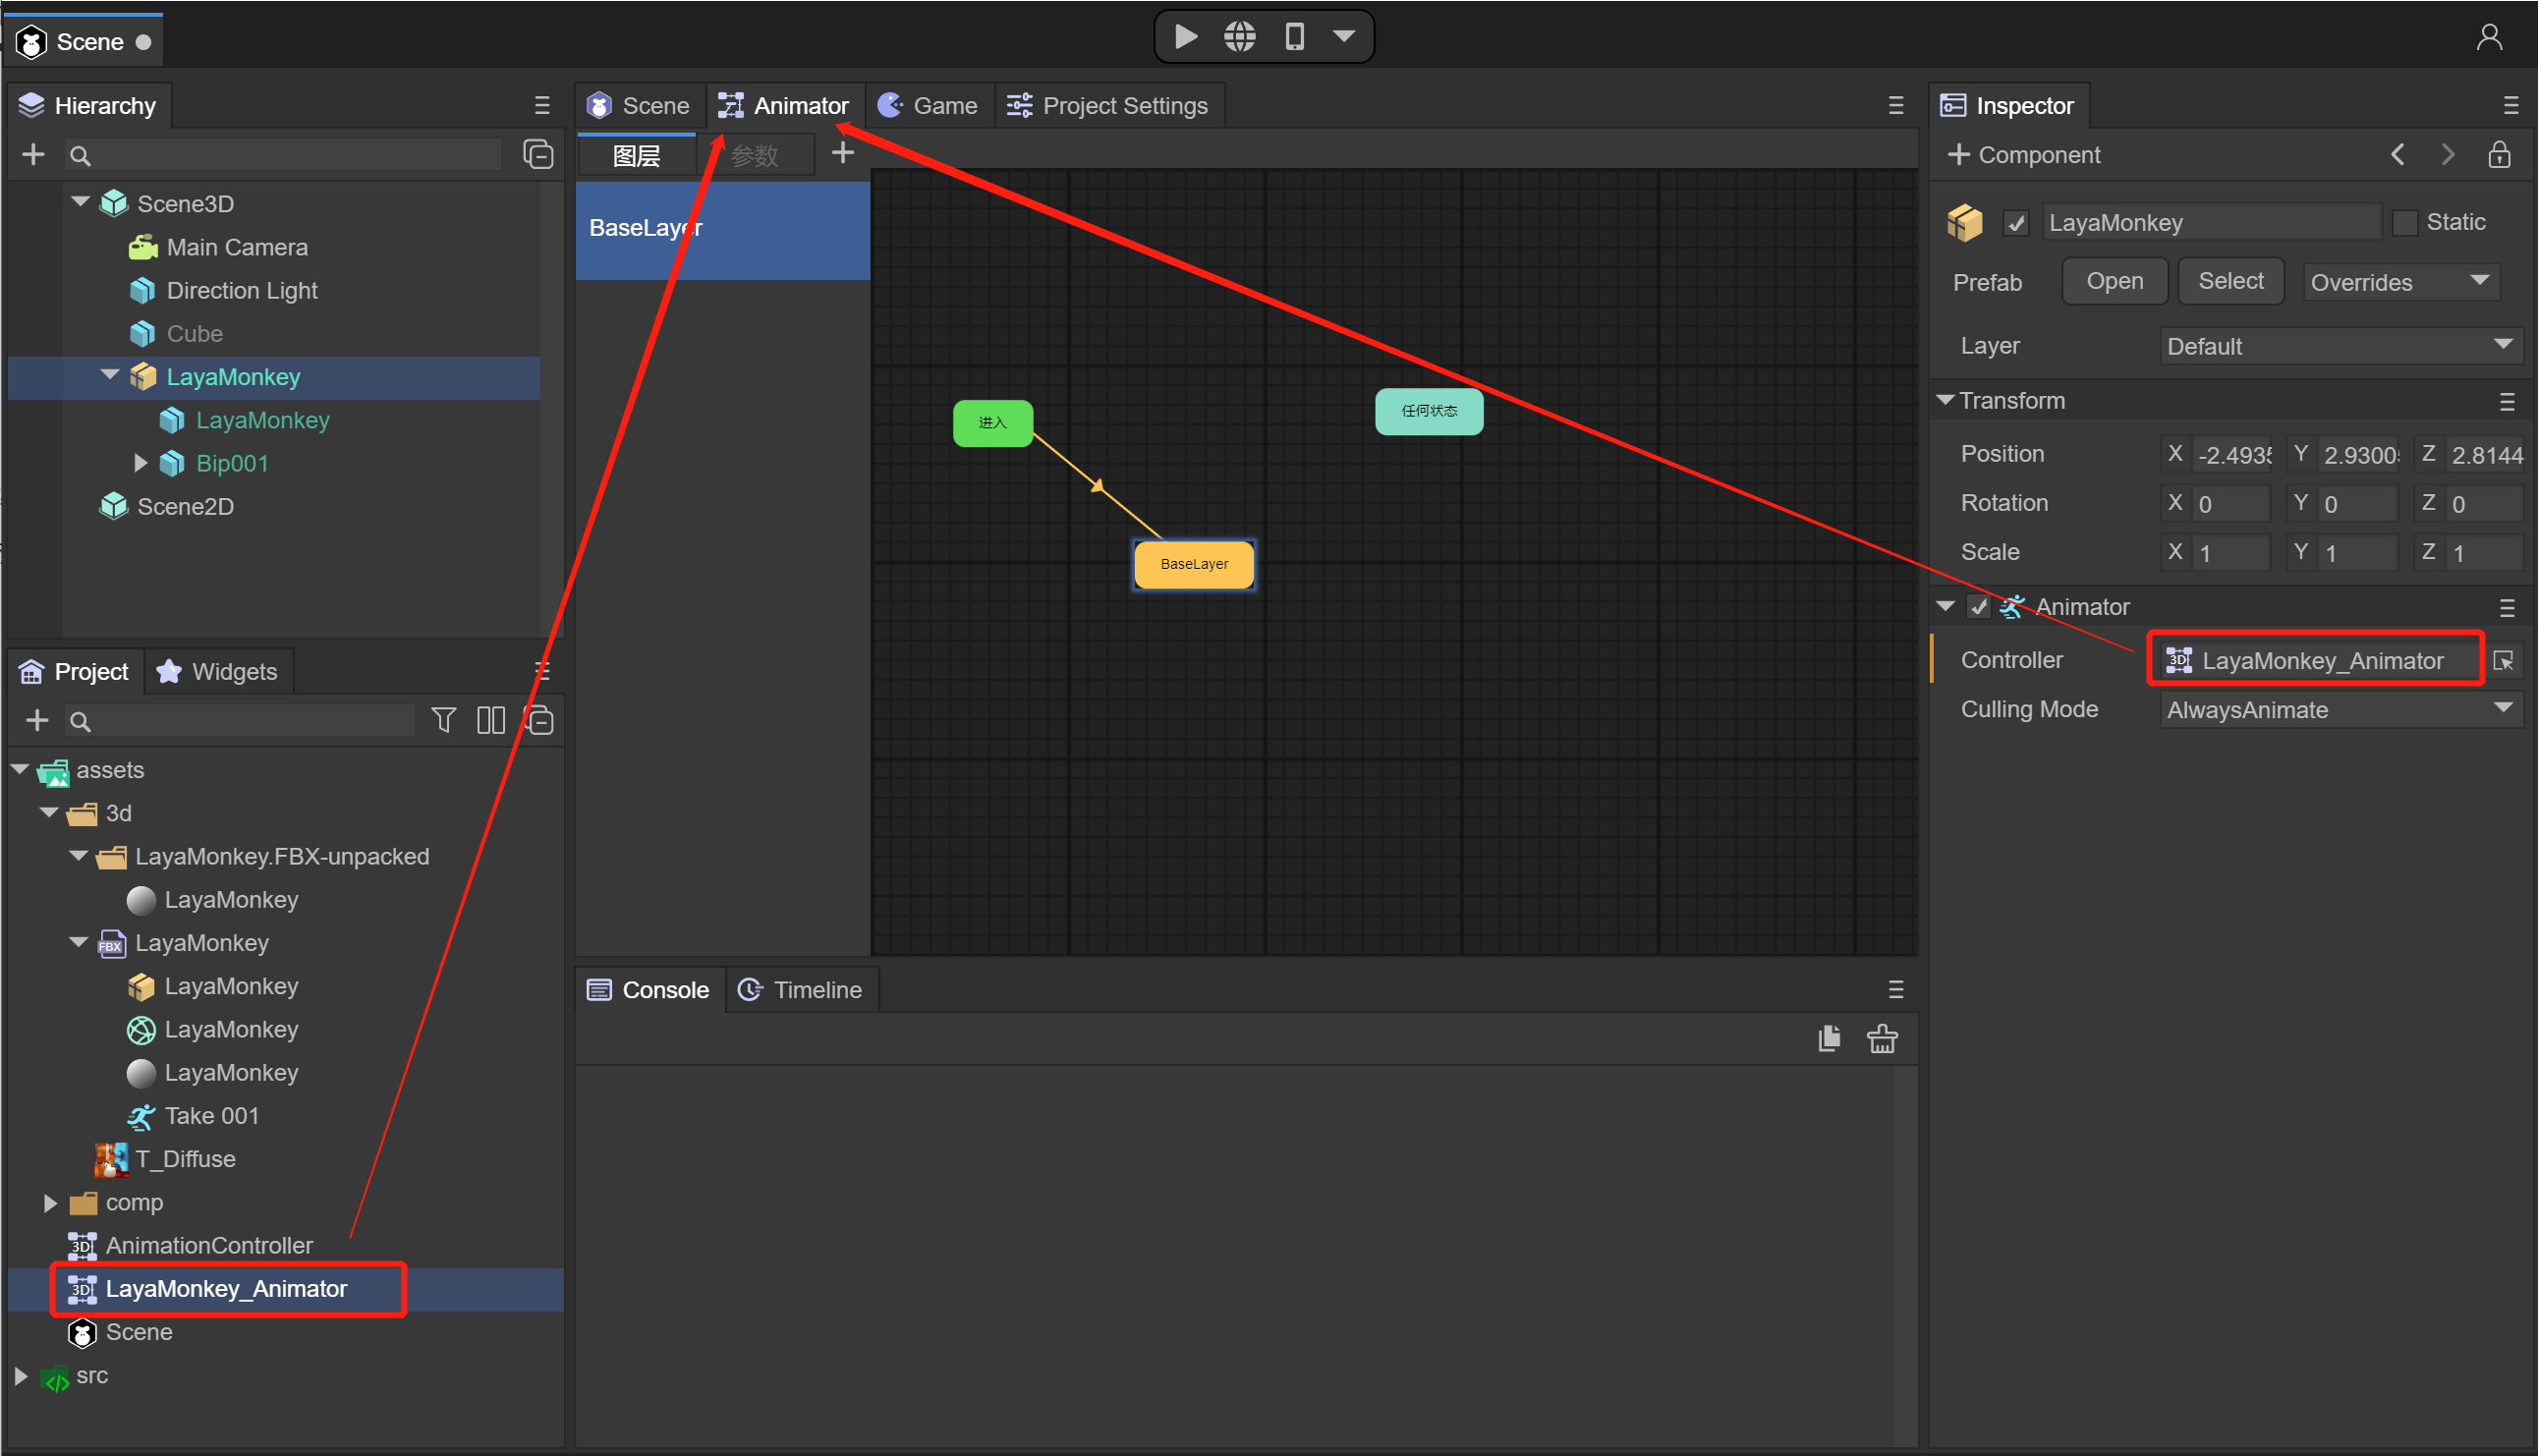 Scene
Hierarchy
Scene3D
Main Camera
Direction Light
Cube
LayaMonkey
LayaMonkey
Bip001
Scene2D
Project
Widgets
assets
3d
LayaMonkey.FBX-unpacked
LayaMonkey
FBX
LayaMonkey
LayaMonkey
LayaMonkey
LayaMonkey
Take 001
T_Diffuse
comp
3D
AnimationController
3D
LayaMonkey_Animator
Scene
src
Scene
Animator
Game
Project Settings
图层
参数
BaseLayer
进入
任何状态
BaseLayer
Console
Timeline
Inspector
Component
LayaMonkey
Static
Prefab
Open
Select
Overrides
Layer
Default
Transform
Position X -2.4935 Y 2.9300 Z 2.8144
Rotation X 0 Y 0 Z 0
Scale X 1 Y 1 Z 1
Animator
Controller
3D
LayaMonkey_Animator
Culling Mode
AlwaysAnimate